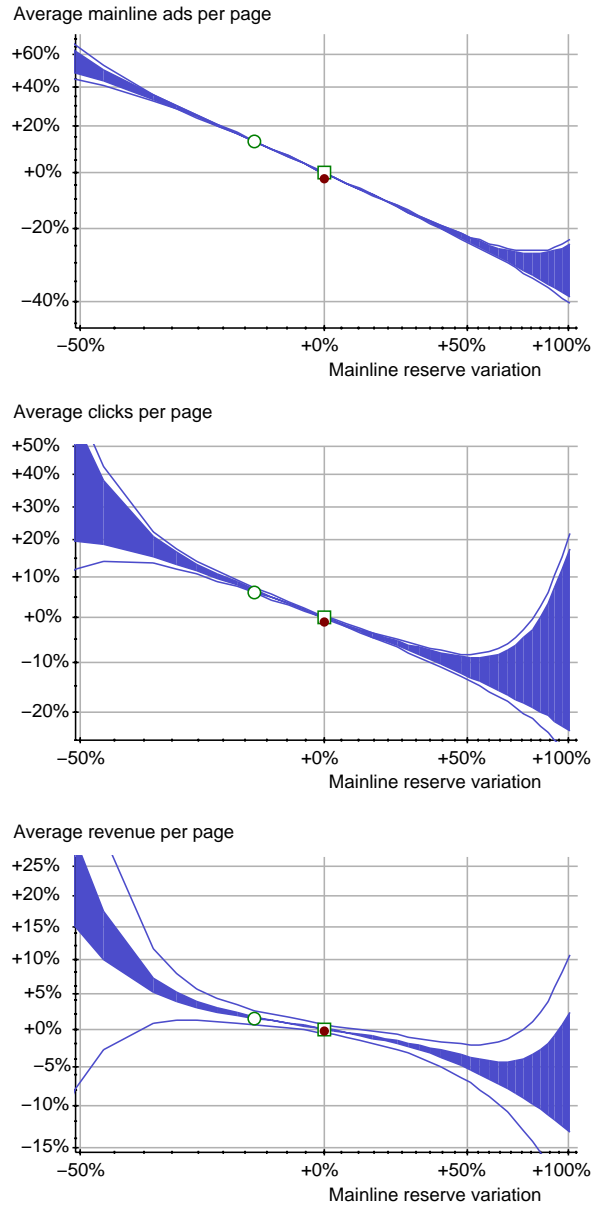 Average mainline ads per page
+60%
+40%
+20%
+0%
−20%
−40%
−50% +0% +50% +100%
Mainline reserve variation
Average clicks per page
+50%
+40%
+30%
+20%
+10%
+0%
−10%
−20%
−50% +0% +50% +100%
Mainline reserve variation
Average revenue per page
+25%
+20%
+15%
+10%
+5%
+0%
−5%
−10%
−15%
−50% +0% +50% +100%
Mainline reserve variation